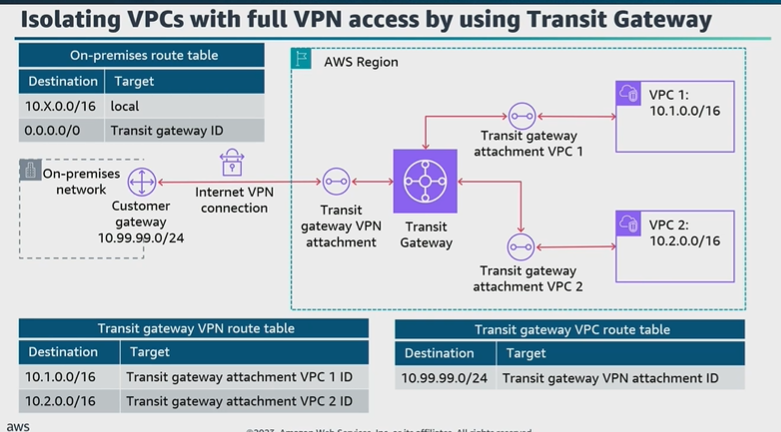 Isolating VPCs with full VPN access by using Transit Gateway
On-premises route table
Destination Target
10.X.0.0/16 local
0.0.0.0/0 Transit gateway ID
AWS Region
VPC 1:
10.1.0.0/16
Transit gateway
attachment VPC 1
On-premises
network
Customer
gateway
10.99.99.0/24
Internet VPN
connection
Transit
gateway VPN
attachment
Transit
Gateway
VPC 2:
10.2.0.0/16
Transit gateway
attachment VPC 2
Transit gateway VPN route table
Destination Target
10.1.0.0/16 Transit gateway attachment VPC 1 ID
10.2.0.0/16 Transit gateway attachment VPC 2 ID
Transit gateway VPC route table
Destination Target
10.99.99.0/24 Transit gateway VPN attachment ID
aws